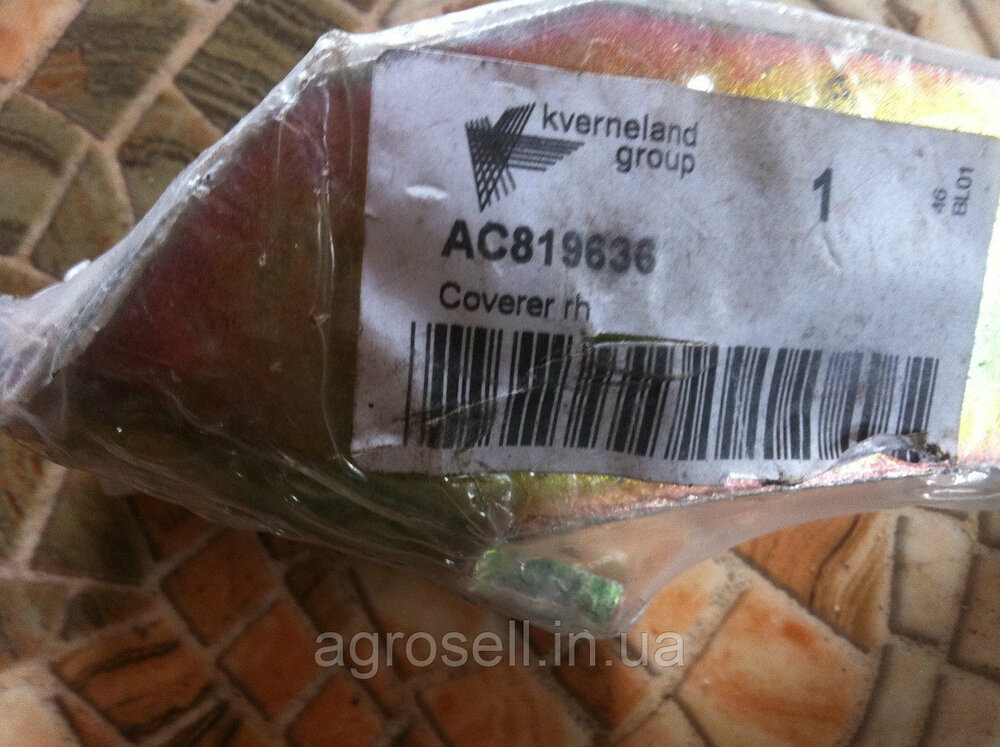 kverneland
group
1
46
BL01
AC819636
Coverer rh
agrosell.in.ua